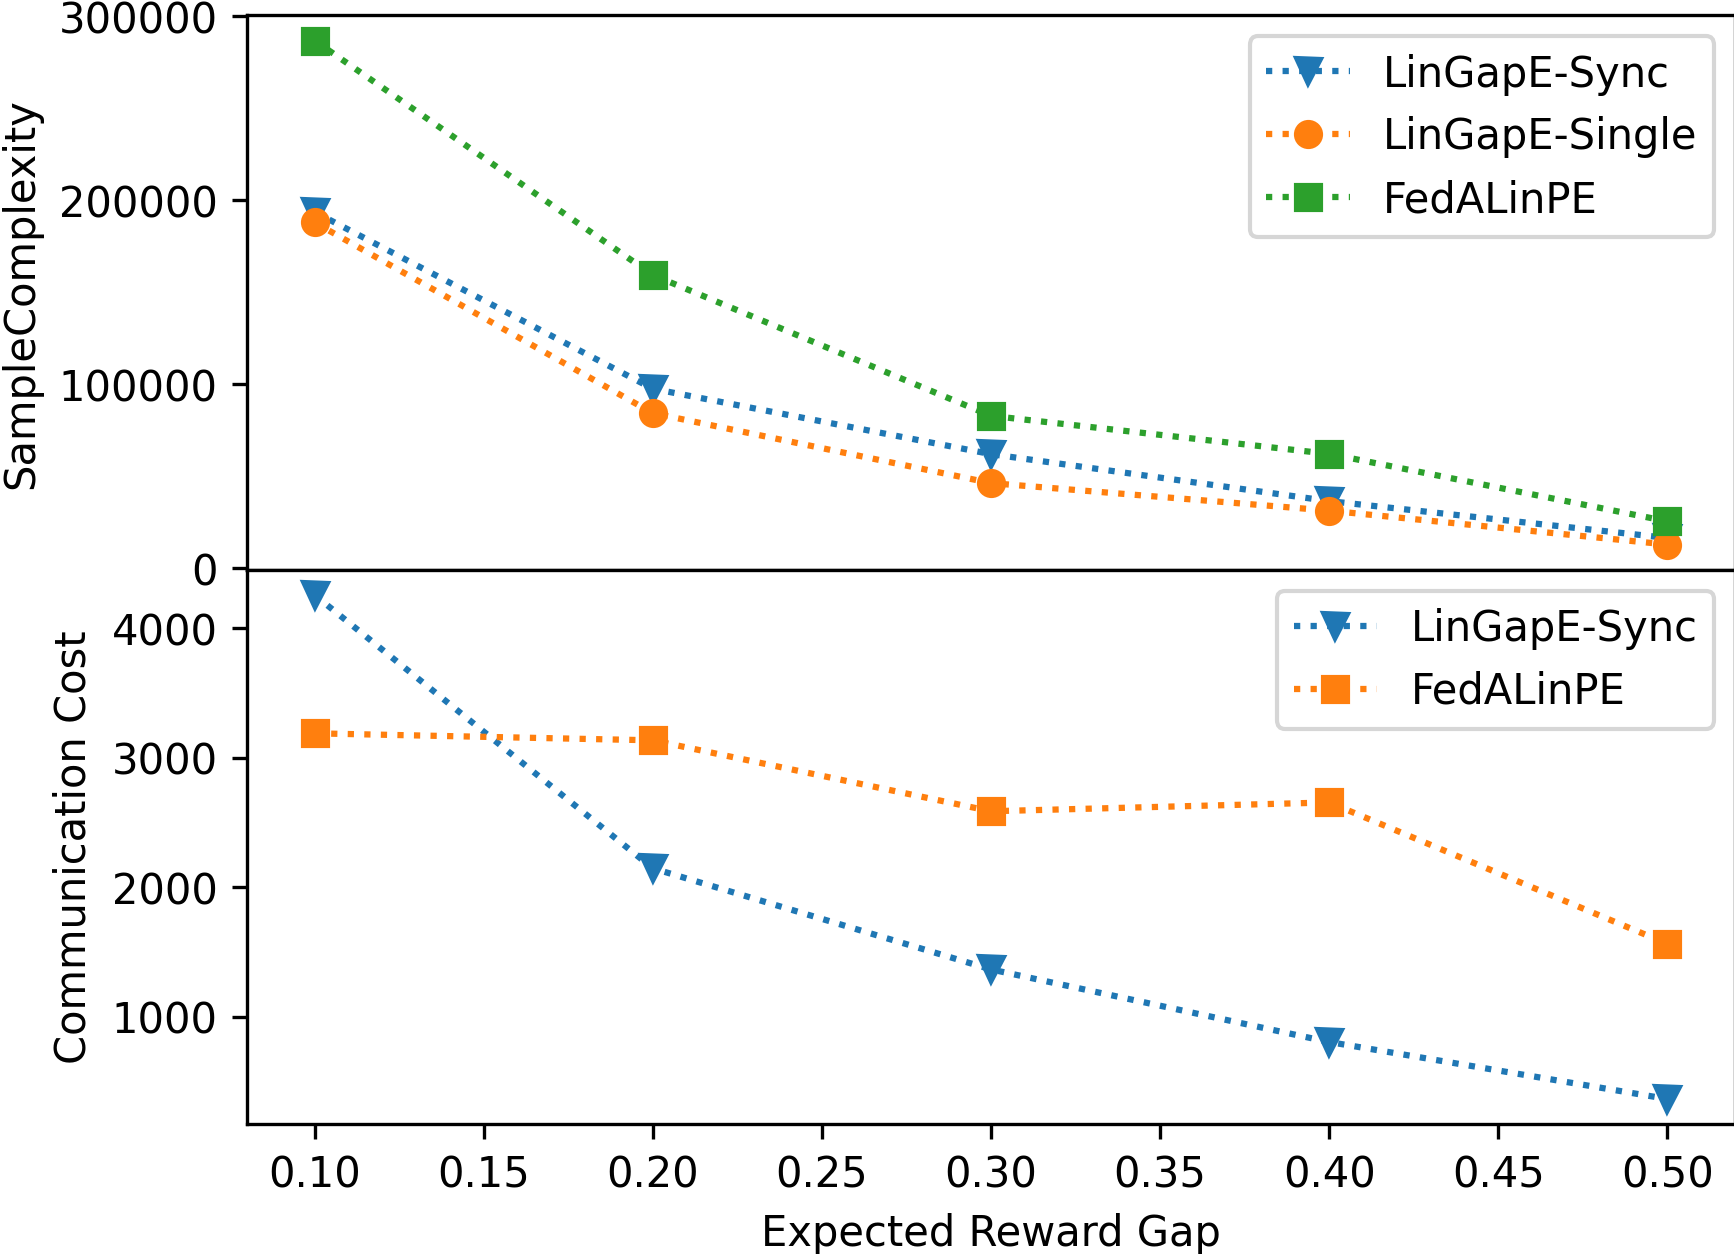 300000
200000
100000
0
SampleComplexity
LinGapE-Sync
LinGapE-Single
FedALinPE
4000
3000
2000
1000
Communication Cost
LinGapE-Sync
FedALinPE
0.10 0.15 0.20 0.25 0.30 0.35 0.40 0.45 0.50
Expected Reward Gap